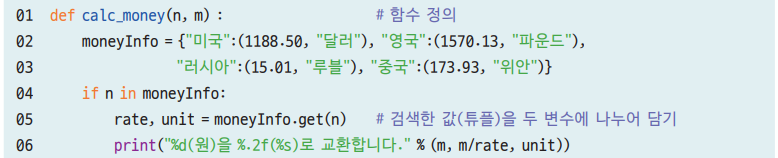 01 def calc_money(n, m) : # 함수 정의
02 moneyInfo = {"미국":(1188.50, "달러"), "영국":(1570.13, "파운드"),
03 "러시아":(15.01, "루블"), "중국":(173.93, "위안")}
04 if n in moneyInfo:
05 rate, unit = moneyInfo.get(n) # 검색한 값(튜플)을 두 변수에 나누어 담기
06 print("%d(원)을 %.2f(%s)로 교환합니다." % (m, m/rate, unit))